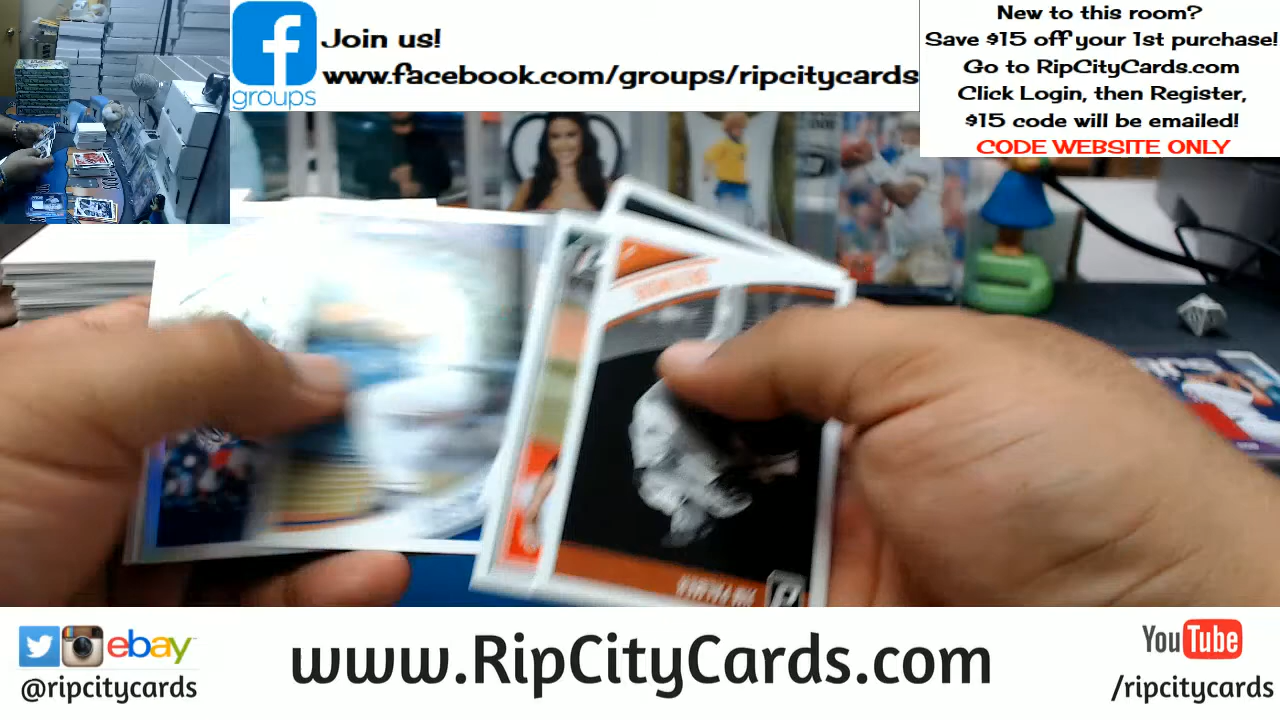 Join us!
www.facebook.com/groups/ripcitycards
groups
New to this room?
Save $15 off your 1st purchase!
Go to RipCityCards.com
Click Login, then Register,
$15 code will be emailed!
CODE WEBSITE ONLY
ebay
@ripcitycards
www.RipCityCards.com
YouTube
/ripcitycards